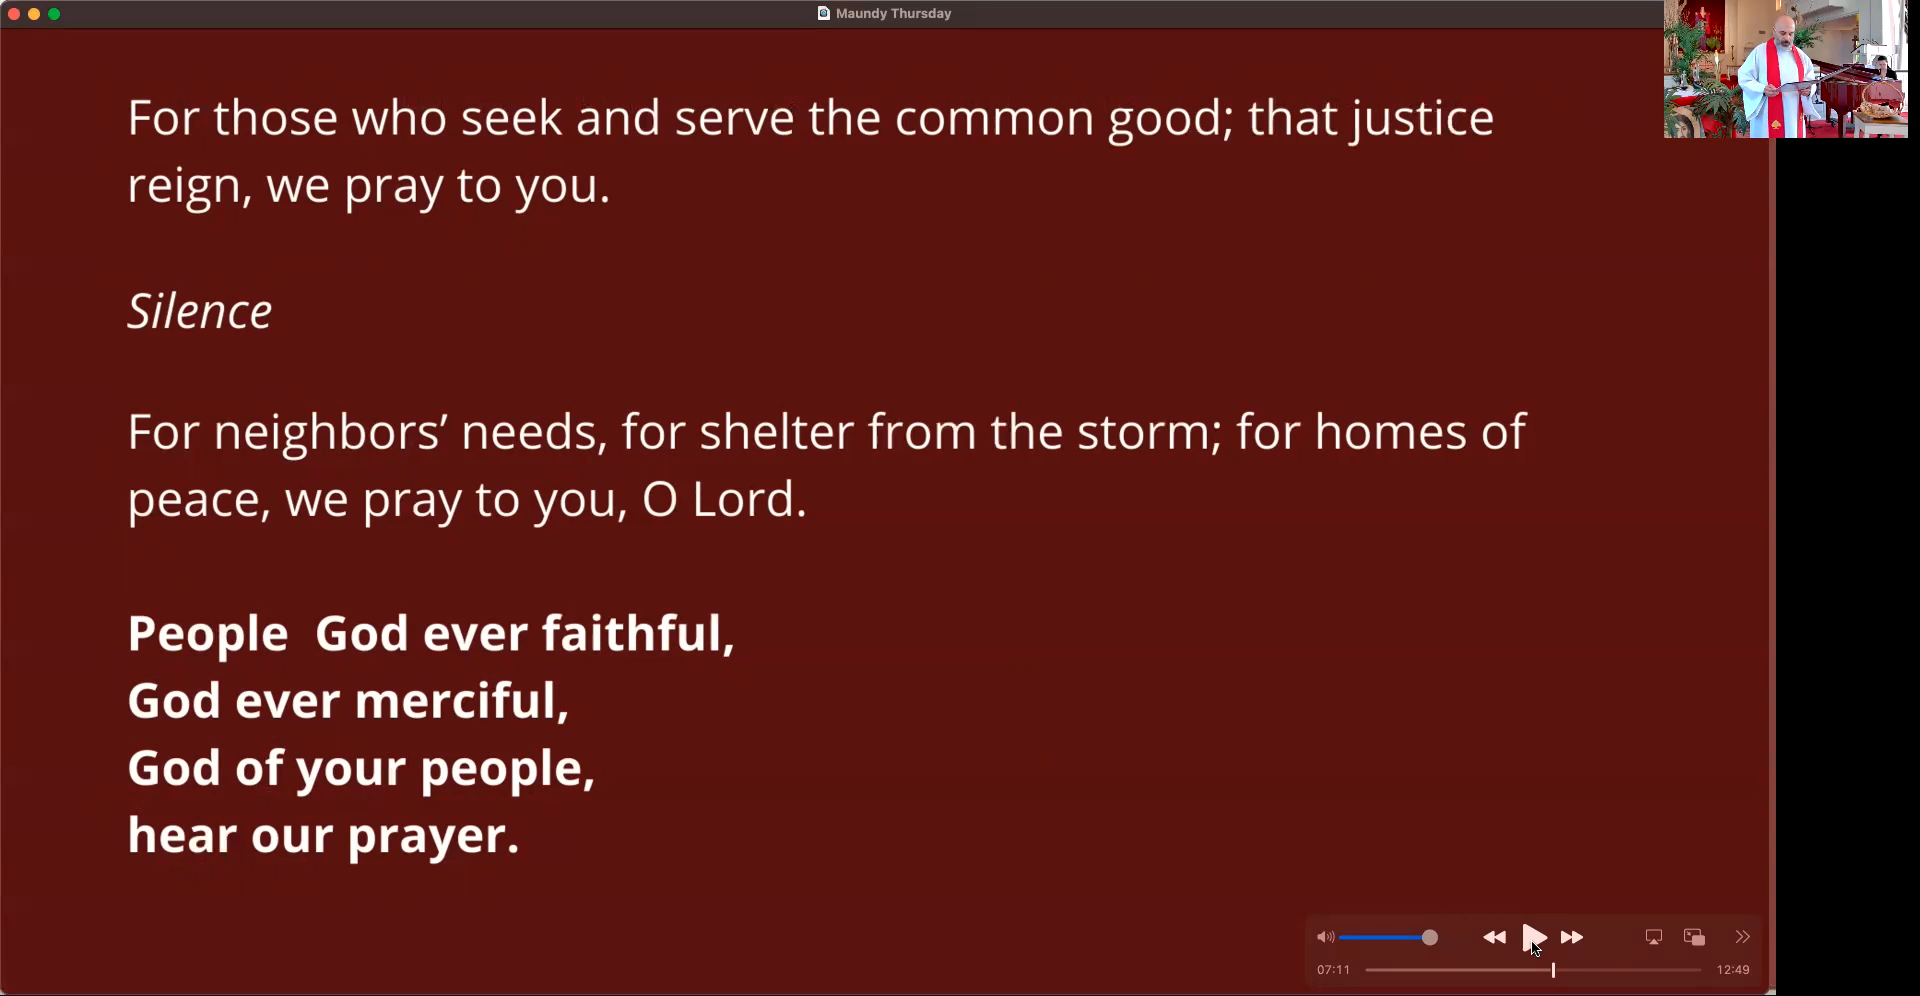 Maundy Thursday
For those who seek and serve the common good; that justice
reign, we pray to you.
Silence
For neighbors’ needs, for shelter from the storm; for homes of
peace, we pray to you, O Lord.
People  God ever faithful,
God ever merciful,
God of your people,
hear our prayer.
07:11
12:49